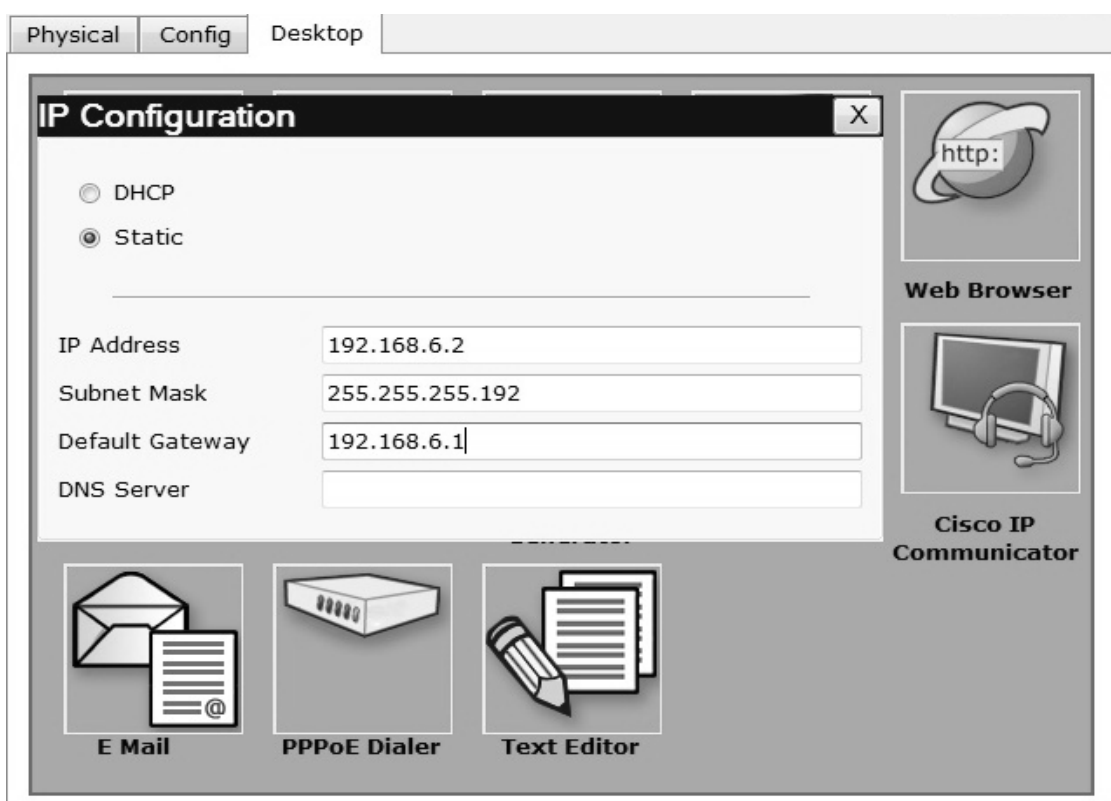 Physical
Config
Desktop
IP Configuration
X
DHCP
Static
IP Address
192.168.6.2
Subnet Mask
255.255.255.192
Default Gateway
192.168.6.1
DNS Server
http:
Web Browser
Cisco IP
Communicator
@
E Mail
PPPoE Dialer
Text Editor